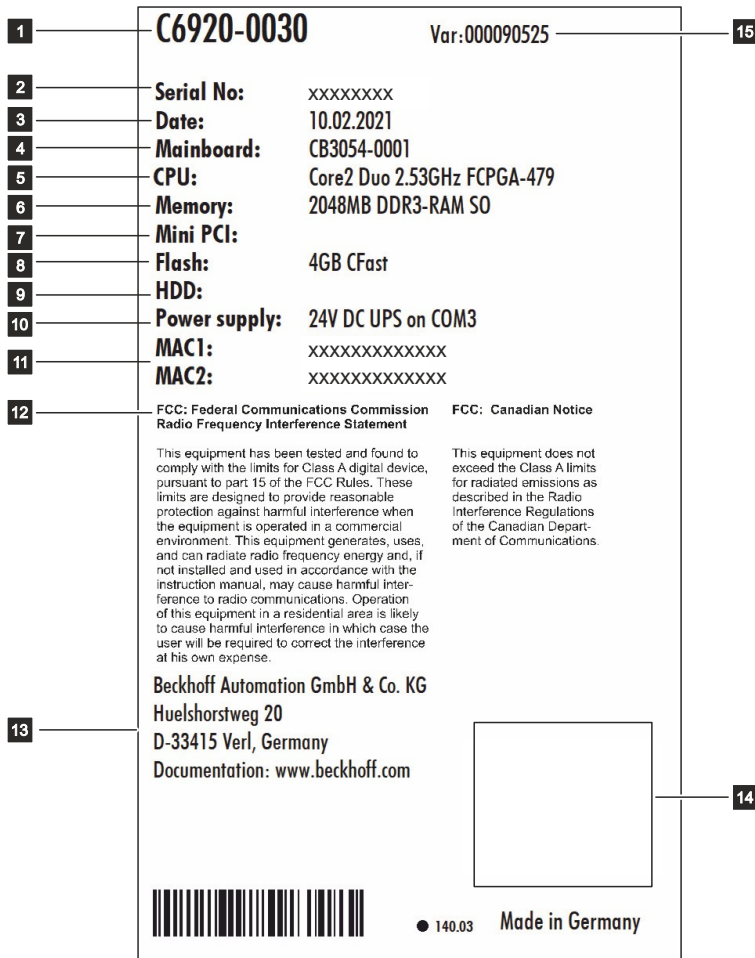 1 C6920-0030 Var:000090525 15
2 Serial No: xxxxxxxx
3 Date: 10.02.2021
4 Mainboard: CB3054-0001
5 CPU: Core2 Duo 2.53GHz FCPGA-479
6 Memory: 2048MB DDR3-RAM SO
7 Mini PCI:
8 Flash: 4GB CFast
9 HDD:
10 Power supply: 24V DC UPS on COM3
11 MAC1: xxxxxxxxxxxxx
MAC2: xxxxxxxxxxxxx
12 FCC: Federal Communications Commission
Radio Frequency Interference Statement
This equipment has been tested and found to
comply with the limits for Class A digital device,
pursuant to part 15 of the FCC Rules. These
limits are designed to provide reasonable
protection against harmful interference when
the equipment is operated in a commercial
environment. This equipment generates, uses,
and can radiate radio frequency energy and, if
not installed and used in accordance with the
instruction manual, may cause harmful inter-
ference to radio communications. Operation
of this equipment in a residential area is likely
to cause harmful interference in which case the
user will be required to correct the interference
at his own expense.
FCC: Canadian Notice
This equipment does not
exceed the Class A limits
for radiated emissions as
described in the Radio
Interference Regulations
of the Canadian Depart-
ment of Communications.
Beckhoff Automation GmbH & Co. KG
Huelshorstweg 20
13 D-33415 Verl, Germany
Documentation: www.beckhoff.com
14
140.03 Made in Germany